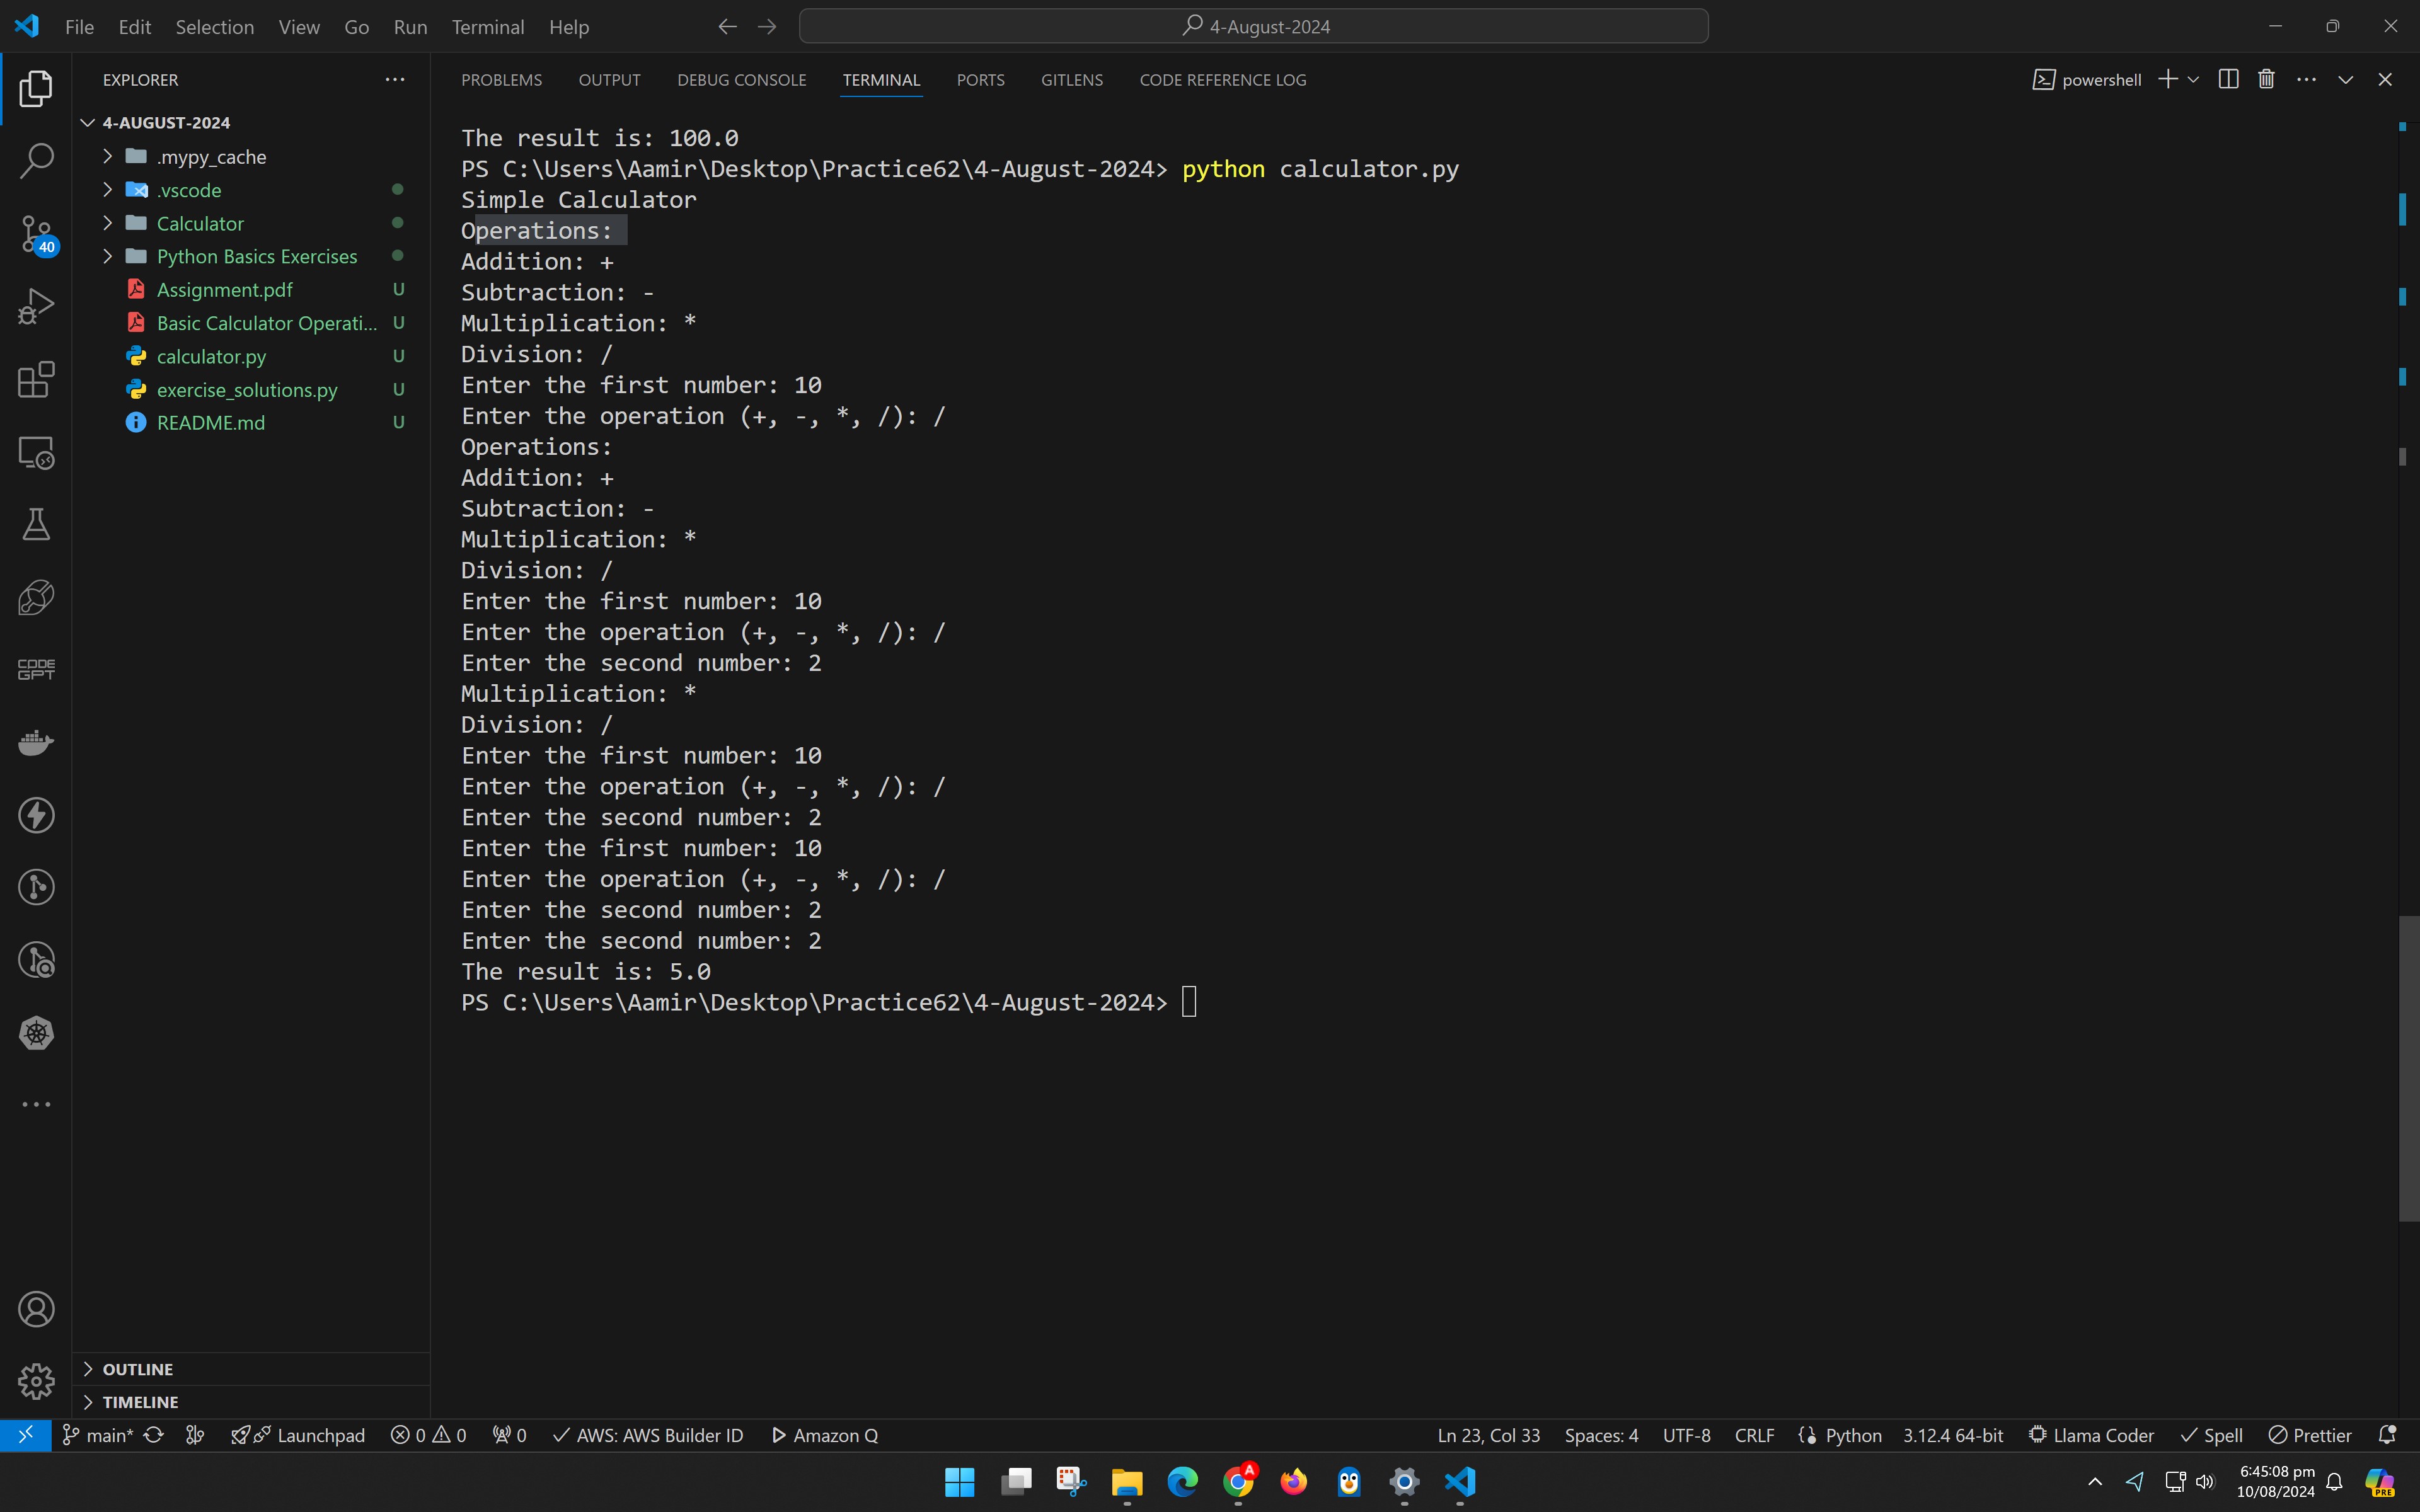 File Edit Selection View Go Run Terminal Help 4-August-2024
EXPLORER
4-AUGUST-2024
.mypy_cache
.vscode
Calculator
Python Basics Exercises
Assignment.pdf U
Basic Calculator Operati... U
calculator.py U
exercise_solutions.py U
README.md U
40
CODE
GPT
OUTLINE
TIMELINE
PROBLEMS OUTPUT DEBUG CONSOLE TERMINAL PORTS GITLENS CODE REFERENCE LOG powershell
The result is: 100.0
PS C:\Users\Aamir\Desktop\Practice62\4-August-2024> python calculator.py
Simple Calculator
Operations:
Addition: +
Subtraction: -
Multiplication: *
Division: /
Enter the first number: 10
Enter the operation (+, -, *, /): /
Operations:
Addition: +
Subtraction: -
Multiplication: *
Division: /
Enter the first number: 10
Enter the operation (+, -, *, /): /
Enter the second number: 2
Multiplication: *
Division: /
Enter the first number: 10
Enter the operation (+, -, *, /): /
Enter the second number: 2
Enter the first number: 10
Enter the operation (+, -, *, /): /
Enter the second number: 2
Enter the second number: 2
The result is: 5.0
PS C:\Users\Aamir\Desktop\Practice62\4-August-2024>
main* Launchpad 0 0 0 AWS: AWS Builder ID Amazon Q Ln 23, Col 33 Spaces: 4 UTF-8 CRLF Python 3.12.4 64-bit Llama Coder Spell Prettier
A
6:45:08 pm
10/08/2024
PRE